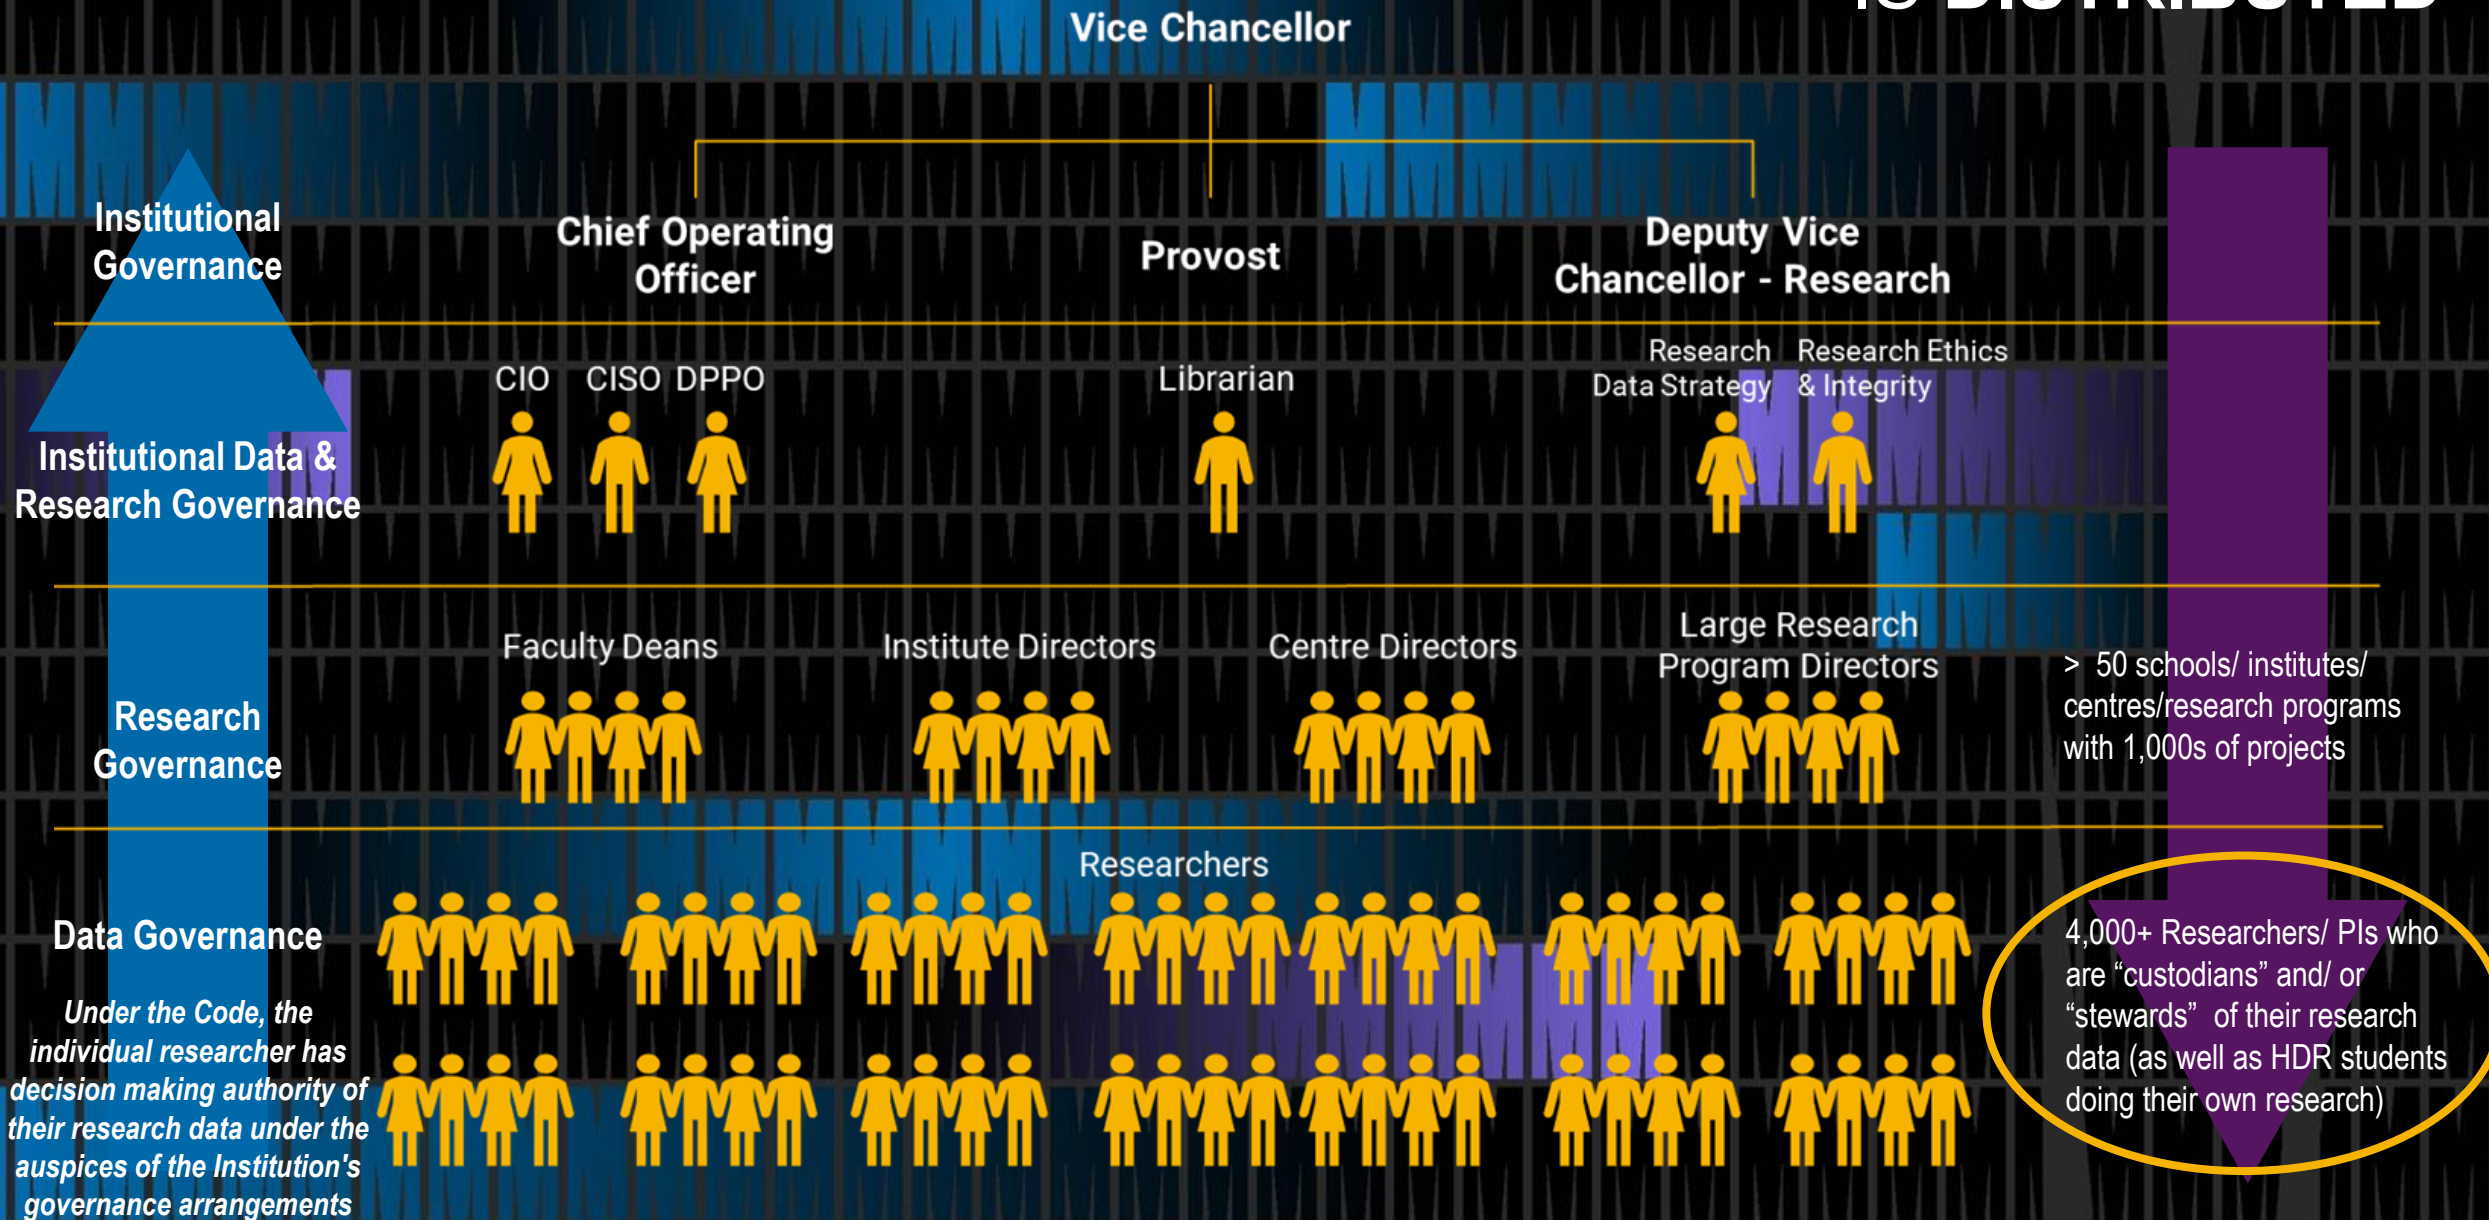 is DISTRIBUTED
Vice Chancellor
Institutional
Governance
Chief Operating
Officer
Provost
Deputy Vice
Chancellor - Research
Institutional Data &
Research Governance
CIO CISO DPPO
Librarian
Research
Data Strategy
Research Ethics
& Integrity
Research
Governance
Faculty Deans
Institute Directors
Centre Directors
Large Research
Program Directors
> 50 schools/ institutes/
centres/research programs
with 1,000s of projects
Data Governance
Under the Code, the
individual researcher has
decision making authority of
their research data under the
auspices of the Institution's
governance arrangements
Researchers
4,000+ Researchers/ PIs who
are “custodians” and/ or
“stewards” of their research
data (as well as HDR students
doing their own research)